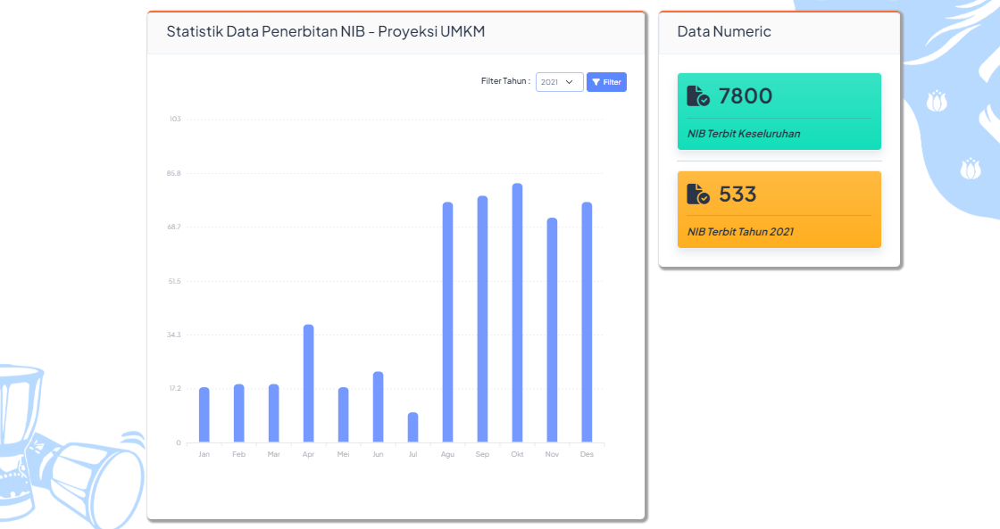 Statistik Data Penerbitan NIB - Proyeksi UMKM
Filter Tahun : 2021 Filter
103
85.8
68.7
51.5
34.3
17.2
0
Jan Feb Mar Apr Mei Jun Jul Agu Sep Okt Nov Des
Data Numeric
7800
NIB Terbit Keseluruhan
533
NIB Terbit Tahun 2021